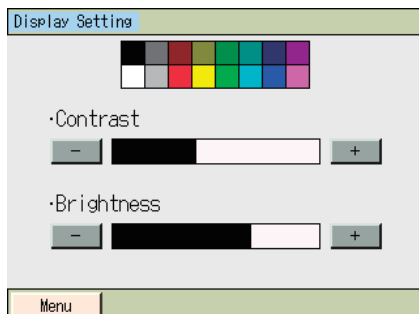 Display Setting
·Contrast
− +
·Brightness
− +
Menu